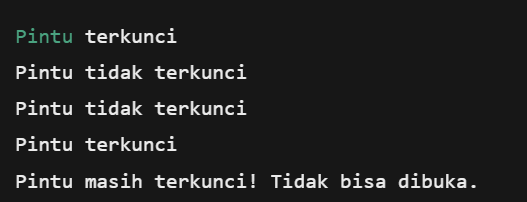 Pintu terkunci
Pintu tidak terkunci
Pintu tidak terkunci
Pintu terkunci
Pintu masih terkunci! Tidak bisa dibuka.